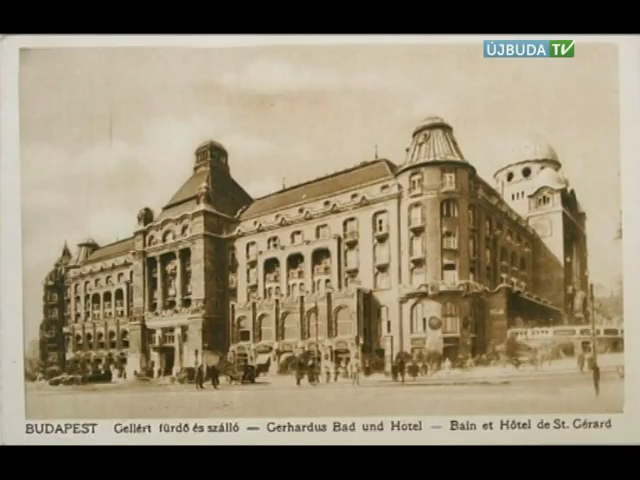 ÚJBUDA TV
BUDAPEST Gellért fürdő és szálló — Gerhardus Bad und Hotel — Bain et Hôtel de St. Gérard